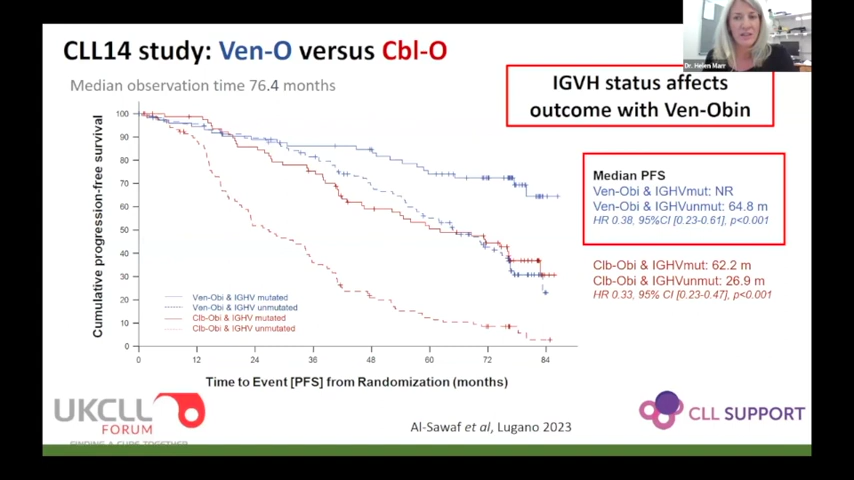 Dr. Helen Marr
CLL14 study: Ven-O versus Cbl-O
Median observation time 76.4 months
IGVH status affects
outcome with Ven-Obin
Cumulative progression-free survival
100
90
80
70
60
50
40
30
20
10
0
Ven-Obi & IGHV mutated
Ven-Obi & IGHV unmutated
Clb-Obi & IGHV mutated
Clb-Obi & IGHV unmutated
0 12 24 36 48 60 72 84
Time to Event [PFS] from Randomization (months)
Median PFS
Ven-Obi & IGHVmut: NR
Ven-Obi & IGHVunmut: 64.8 m
HR 0.38, 95%CI [0.23-0.61], p<0.001
Clb-Obi & IGHVmut: 62.2 m
Clb-Obi & IGHVunmut: 26.9 m
HR 0.33, 95% CI [0.23-0.47], p<0.001
UKCLL
FORUM
FINDING A CURE TOGETHER
Al-Sawaf et al, Lugano 2023
CLL SUPPORT